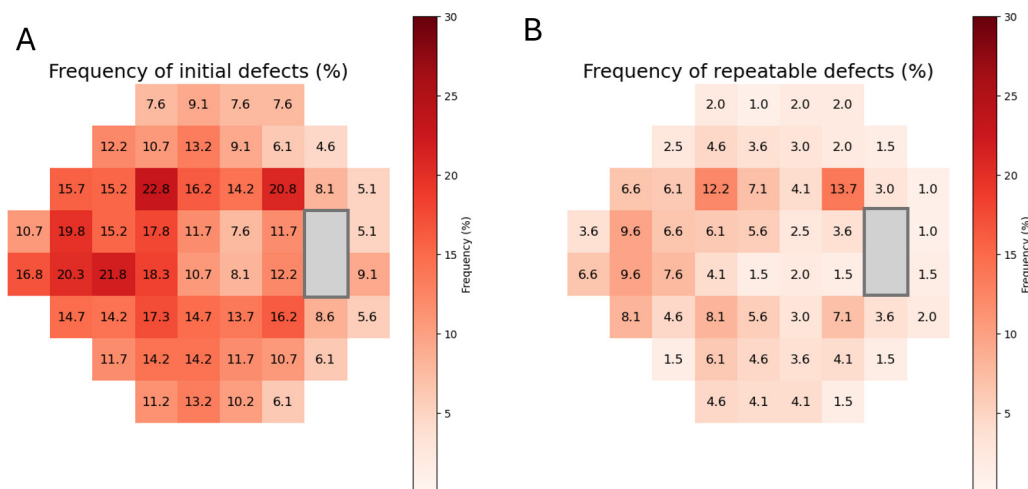 A
Frequency of initial defects (%)
7.6 9.1 7.6 7.6
12.2 10.7 13.2 9.1 6.1 4.6
15.7 15.2 22.8 16.2 14.2 20.8 8.1 5.1
10.7 19.8 15.2 17.8 11.7 7.6 11.7 5.1
16.8 20.3 21.8 18.3 10.7 8.1 12.2 9.1
14.7 14.2 17.3 14.7 13.7 16.2 8.6 5.6
11.7 14.2 14.2 11.7 10.7 6.1
11.2 13.2 10.2 6.1
30
25
20
15
10
5
Frequency (%)
B
Frequency of repeatable defects (%)
2.0 1.0 2.0 2.0
2.5 4.6 3.6 3.0 2.0 1.5
6.6 6.1 12.2 7.1 4.1 13.7 3.0 1.0
3.6 9.6 6.6 6.1 5.6 2.5 3.6 1.0
6.6 9.6 7.6 4.1 1.5 2.0 1.5 1.5
8.1 4.6 8.1 5.6 3.0 7.1 3.6 2.0
1.5 6.1 4.6 3.6 4.1 1.5
4.6 4.1 4.1 1.5
30
25
20
15
10
5
Frequency (%)